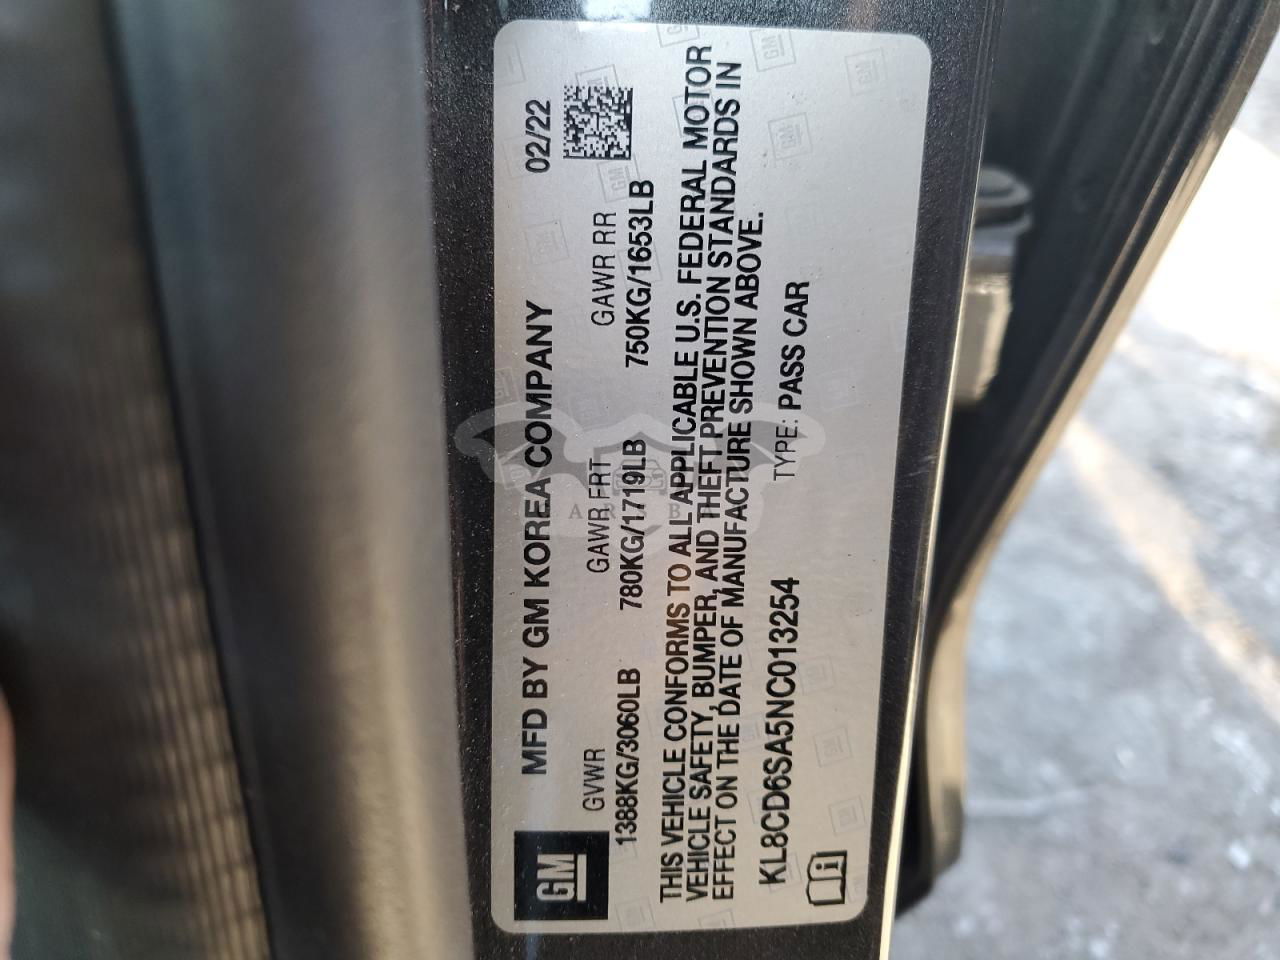 GM
MFD BY GM KOREA COMPANY 02/22
GVWR GAWR FRT GAWR RR
1388KG/3060LB 780KG/1719LB 750KG/1653LB
THIS VEHICLE CONFORMS TO ALL APPLICABLE U.S. FEDERAL MOTOR
VEHICLE SAFETY, BUMPER, AND THEFT PREVENTION STANDARDS IN
EFFECT ON THE DATE OF MANUFACTURE SHOWN ABOVE.
KL8CD6SA5NC013254 TYPE: PASS CAR